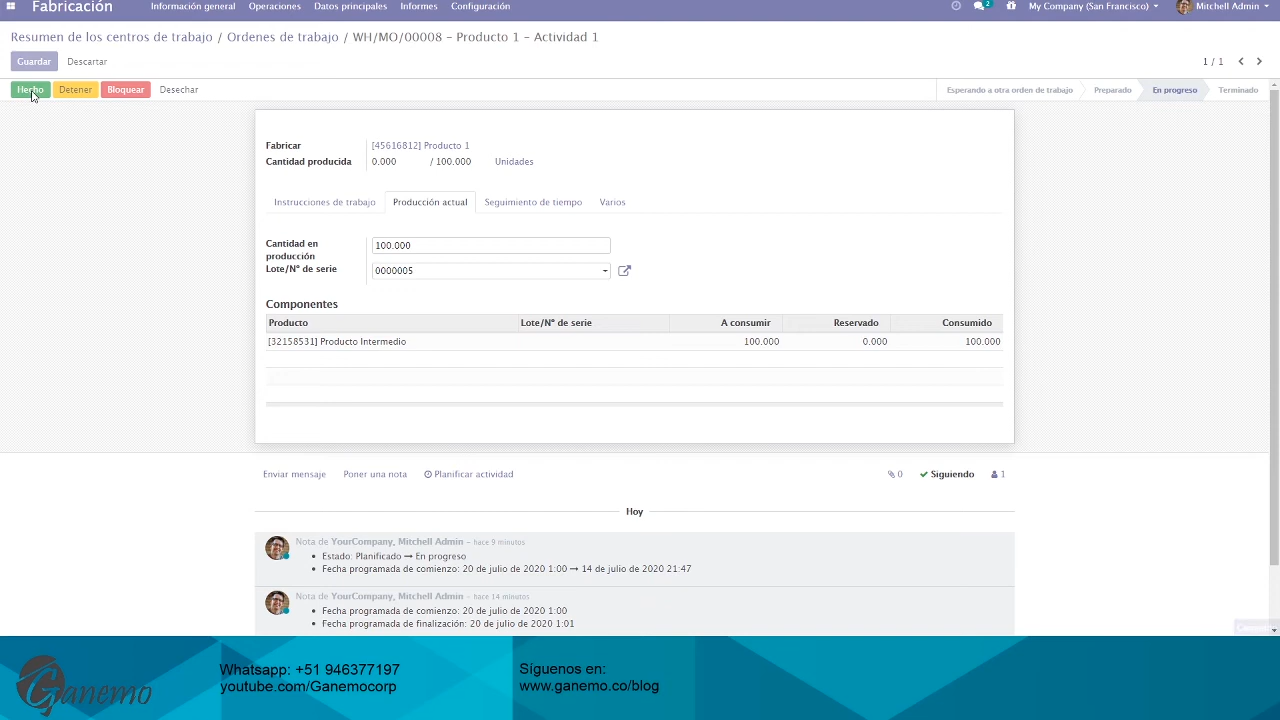 Fabricación Información general Operaciones Datos principales Informes Configuración 2 My Company (San Francisco) Mitchell Admin
Resumen de los centros de trabajo / Ordenes de trabajo / WH/MO/00008 - Producto 1 - Actividad 1
Guardar Descartar 1 / 1
Hecho Detener Bloquear Desechar Esperando a otra orden de trabajo Preparado En progreso Terminado
Fabricar [45616812] Producto 1
Cantidad producida 0.000 / 100.000 Unidades
Instrucciones de trabajo Producción actual Seguimiento de tiempo Varios
Cantidad en producción 100.000
Lote/Nº de serie 0000005
Componentes
Producto Lote/Nº de serie A consumir Reservado Consumido
[32158531] Producto Intermedio 100.000 0.000 100.000
Enviar mensaje Poner una nota Planificar actividad 0 Siguiendo 1
Hoy
Nota de YourCompany, Mitchell Admin - hace 9 minutos
• Estado: Planificado → En progreso
• Fecha programada de comienzo: 20 de julio de 2020 1:00 → 14 de julio de 2020 21:47
Nota de YourCompany, Mitchell Admin - hace 14 minutos
• Fecha programada de comienzo: 20 de julio de 2020 1:00
• Fecha programada de finalización: 20 de julio de 2020 1:01
Ganemo
Whatsapp: +51 946377197
youtube.com/Ganemocorp
Síguenos en:
www.ganemo.co/blog